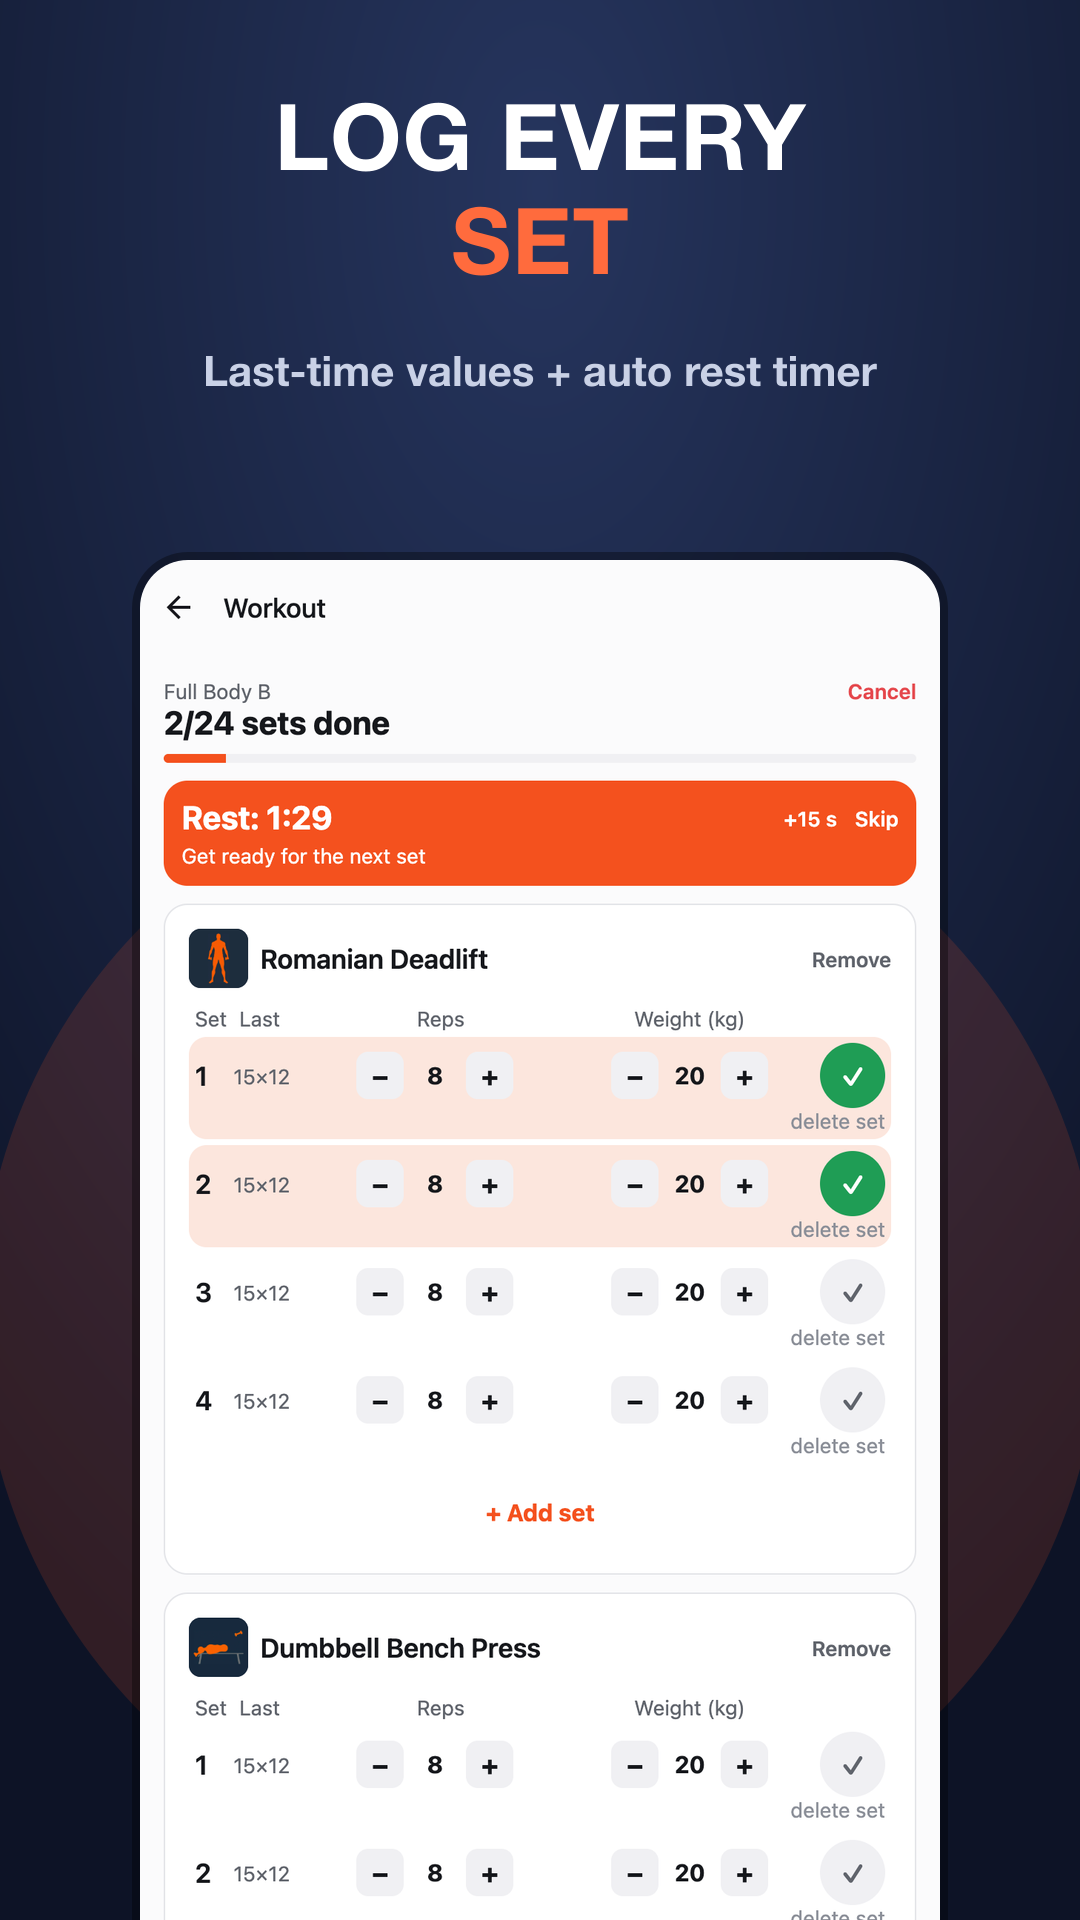 LOG EVERY
SET
Last-time values + auto rest timer
Workout
Full Body B
Cancel
2/24 sets done
Rest: 1:29
+15 s Skip
Get ready for the next set
Romanian Deadlift
Remove
Set Last Reps Weight (kg)
1 15×12 − 8 + − 20 +
delete set
2 15×12 − 8 + − 20 +
delete set
3 15×12 − 8 + − 20 +
delete set
4 15×12 − 8 + − 20 +
delete set
+ Add set
Dumbbell Bench Press
Remove
Set Last Reps Weight (kg)
1 15×12 − 8 + − 20 +
delete set
2 15×12 − 8 + − 20 +
delete set